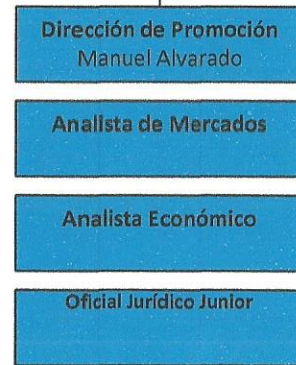 Dirección de Promoción
Manuel Alvarado
Analista de Mercados
Analista Económico
Oficial Jurídico Junior